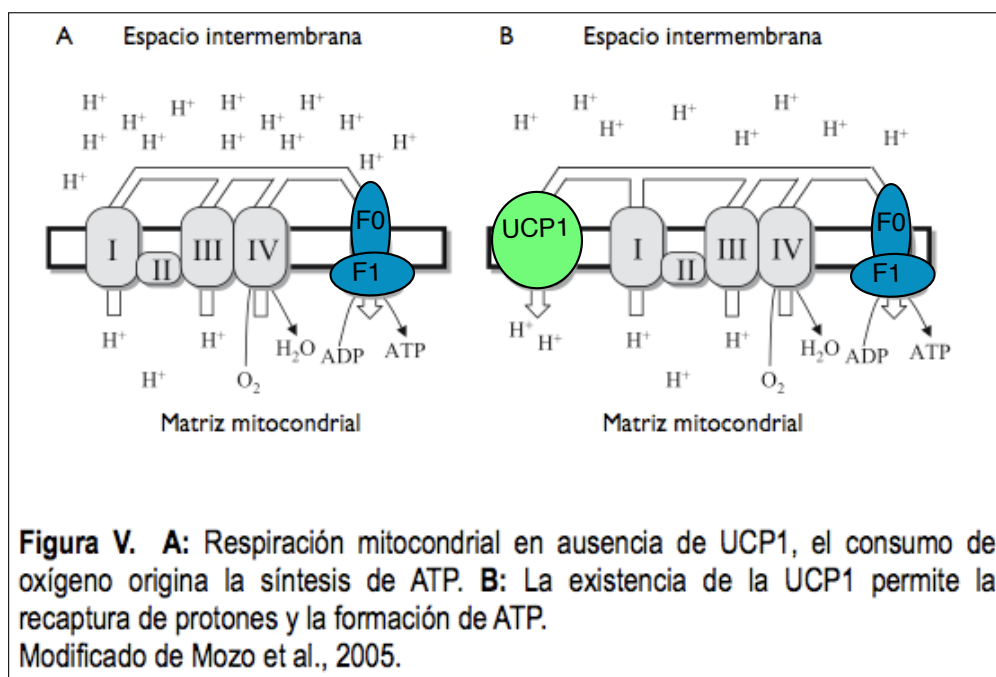 A Espacio intermembrana
H⁺ H⁺ H⁺ H⁺ H⁺ H⁺ H⁺ H⁺ H⁺ H⁺ H⁺ H⁺ H⁺ H⁺
I II III IV F0
F1
H⁺ H⁺ H₂O ADP ATP
H⁺ O₂
Matriz mitocondrial
B Espacio intermembrana
H⁺ H⁺ H⁺ H⁺ H⁺ H⁺ H⁺ H⁺
UCP1 I II III IV F0
F1
H⁺ H⁺ H⁺ H⁺ H₂O ADP ATP
H⁺ O₂
Matriz mitocondrial
Figura V. A: Respiración mitocondrial en ausencia de UCP1, el consumo de
oxígeno origina la síntesis de ATP. B: La existencia de la UCP1 permite la
recaptura de protones y la formación de ATP.
Modificado de Mozo et al., 2005.